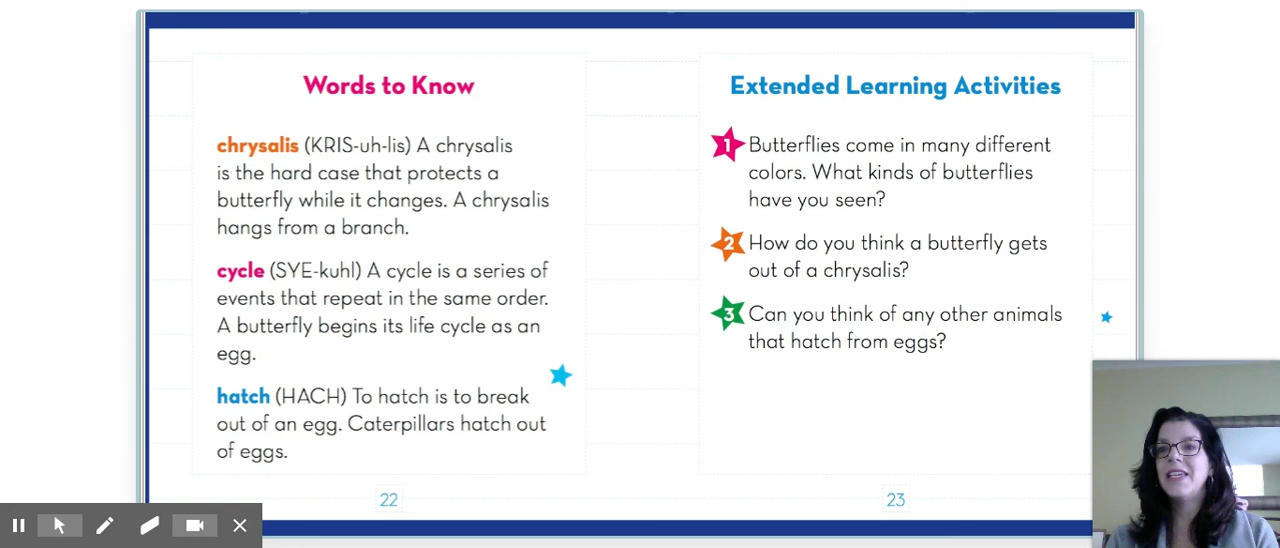 Words to Know
chrysalis (KRIS-uh-lis) A chrysalis
is the hard case that protects a
butterfly while it changes. A chrysalis
hangs from a branch.
cycle (SYE-kuhl) A cycle is a series of
events that repeat in the same order.
A butterfly begins its life cycle as an
egg.
hatch (HACH) To hatch is to break
out of an egg. Caterpillars hatch out
of eggs.
22
Extended Learning Activities
1 Butterflies come in many different
colors. What kinds of butterflies
have you seen?
2 How do you think a butterfly gets
out of a chrysalis?
3 Can you think of any other animals
that hatch from eggs?
23